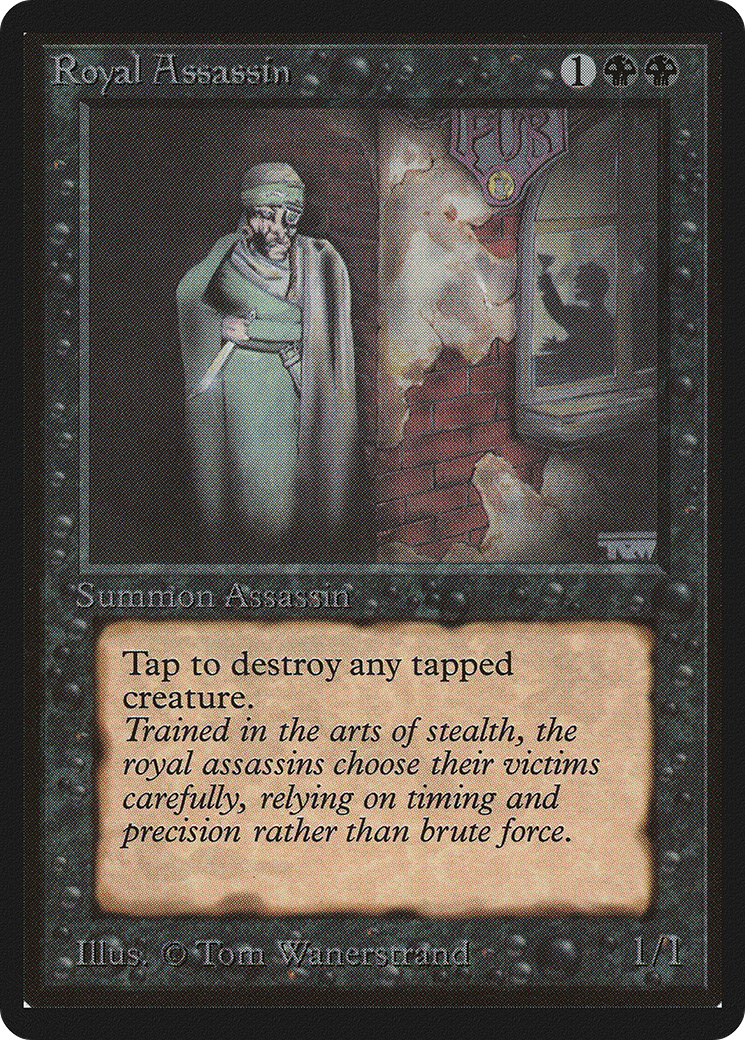 Royal Assassin 1
PUB
TGW
Summon Assassin
Tap to destroy any tapped
creature.
Trained in the arts of stealth, the
royal assassins choose their victims
carefully, relying on timing and
precision rather than brute force.
Illus. © Tom Wanerstrand 1/1